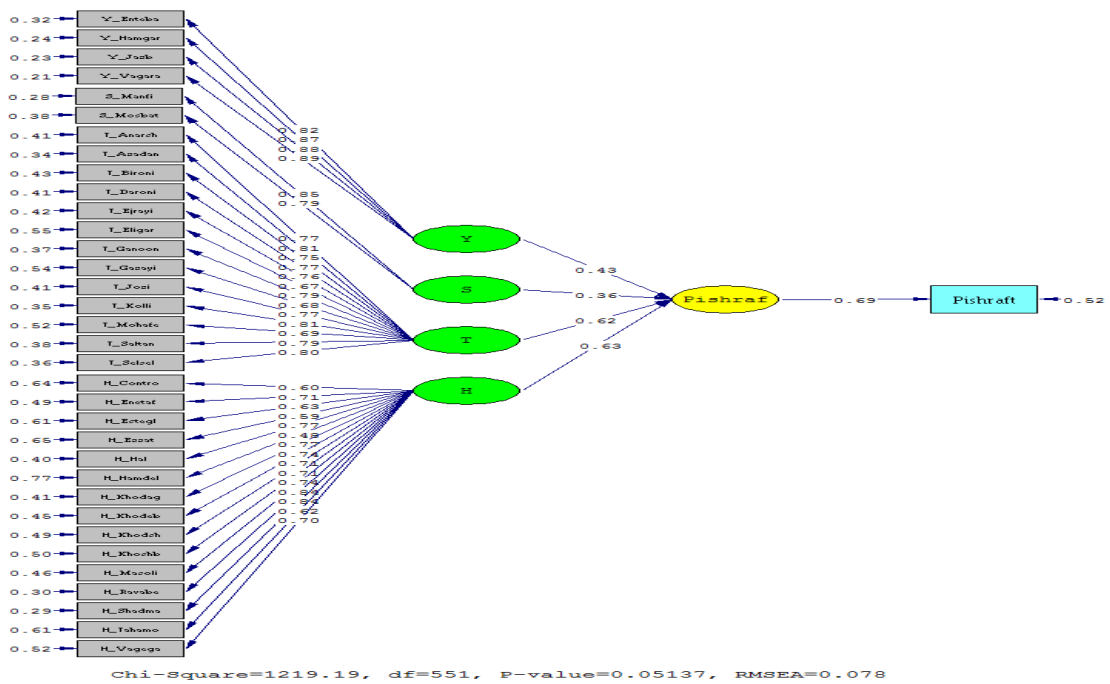 0.32 Y_Enteba
0.24 Y_Hamgar
0.23 Y_Jazb
0.21 Y_Vagara
0.28 S_Manfi
0.38 S_Mosbat
0.41 T_Anarsh
0.34 T_Azadan
0.43 T_Bironi
0.41 T_Daroni
0.42 T_Ejrayi
0.55 T_Eligar
0.37 T_Ganoon
0.54 T_Gazayi
0.41 T_Jozi
0.35 T_Kolli
0.52 T_Mohafe
0.38 T_Saltan
0.36 T_Selsel
0.64 H_Contro
0.49 H_Enetaf
0.61 H_Estegl
0.65 H_Ezzat
0.40 H_Hal
0.77 H_Hamdel
0.41 H_Khodag
0.45 H_Khodeb
0.49 H_Khodsh
0.50 H_Khoshb
0.46 H_Masoli
0.30 H_Ravabe
0.29 H_Shadma
0.61 H_Tahamo
0.52 H_Vagega
0.82
0.87
0.88
0.89
0.85
0.79
0.77
0.81
0.75
0.77
0.76
0.67
0.79
0.68
0.77
0.81
0.69
0.79
0.80
0.60
0.71
0.63
0.59
0.77
0.48
0.77
0.74
0.71
0.71
0.74
0.84
0.84
0.62
0.70
Y
S
T
H
0.43
0.36
0.62
0.63
Pishraf
0.69
Pishraft
0.52
Chi-Square=1219.19, df=551, P-value=0.05137, RMSEA=0.078